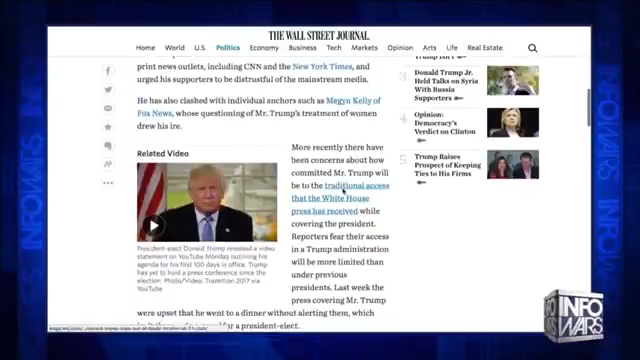 THE WALL STREET JOURNAL.
Home World U.S. Politics Economy Business Tech Markets Opinion Arts Life Real Estate
print news outlets, including CNN and the New York Times, and
urged his supporters to be distrustful of the mainstream media.
He has also clashed with individual anchors such as Megyn Kelly of
Fox News, whose questioning of Mr. Trump's treatment of women
drew his ire.
Related Video
President-elect Donald Trump revealed a video
statement on YouTube Monday outlining his
agenda for his first 100 days in office. Trump
has yet to hold a press conference since the
election. Photo/Video: Transition 2017 via
YouTube
More recently there have
been concerns about how
committed Mr. Trump will
be to the traditional access
that the White House
press has received while
covering the president.
Reporters fear their access
in a Trump administration
will be more limited than
under previous
presidents. Last week the
press covering Mr. Trump
were upset that he went to a dinner without alerting them, which
for a president-elect.
3
Donald Trump Jr.
Held Talks on Syria
With Russia
Supporters
4
Opinion:
Democracy's
Verdict on Clinton
5
Trump Raises
Prospect of Keeping
Ties to His Firms
INFO
WARS
INFOWARS